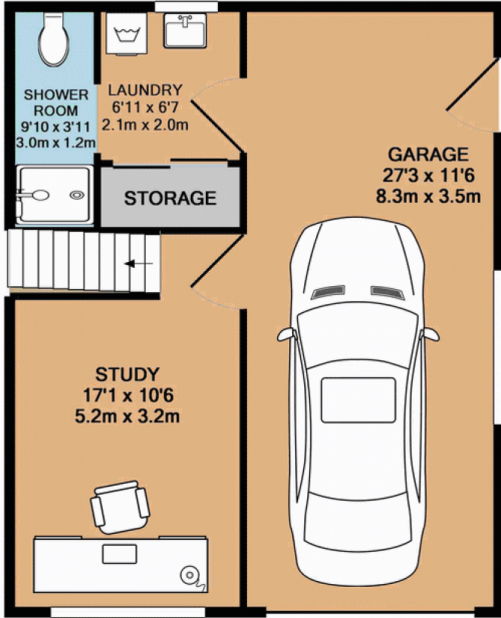 SHOWER
ROOM
9'10 x 3'11
3.0m x 1.2m
LAUNDRY
6'11 x 6'7
2.1m x 2.0m
STORAGE
GARAGE
27'3 x 11'6
8.3m x 3.5m
STUDY
17'1 x 10'6
5.2m x 3.2m